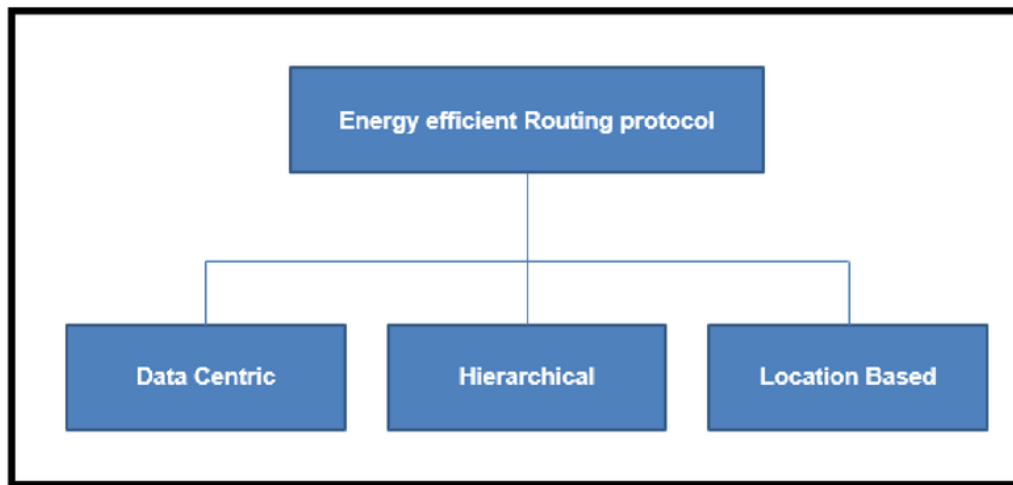 Energy efficient Routing protocol
Data Centric
Hierarchical
Location Based